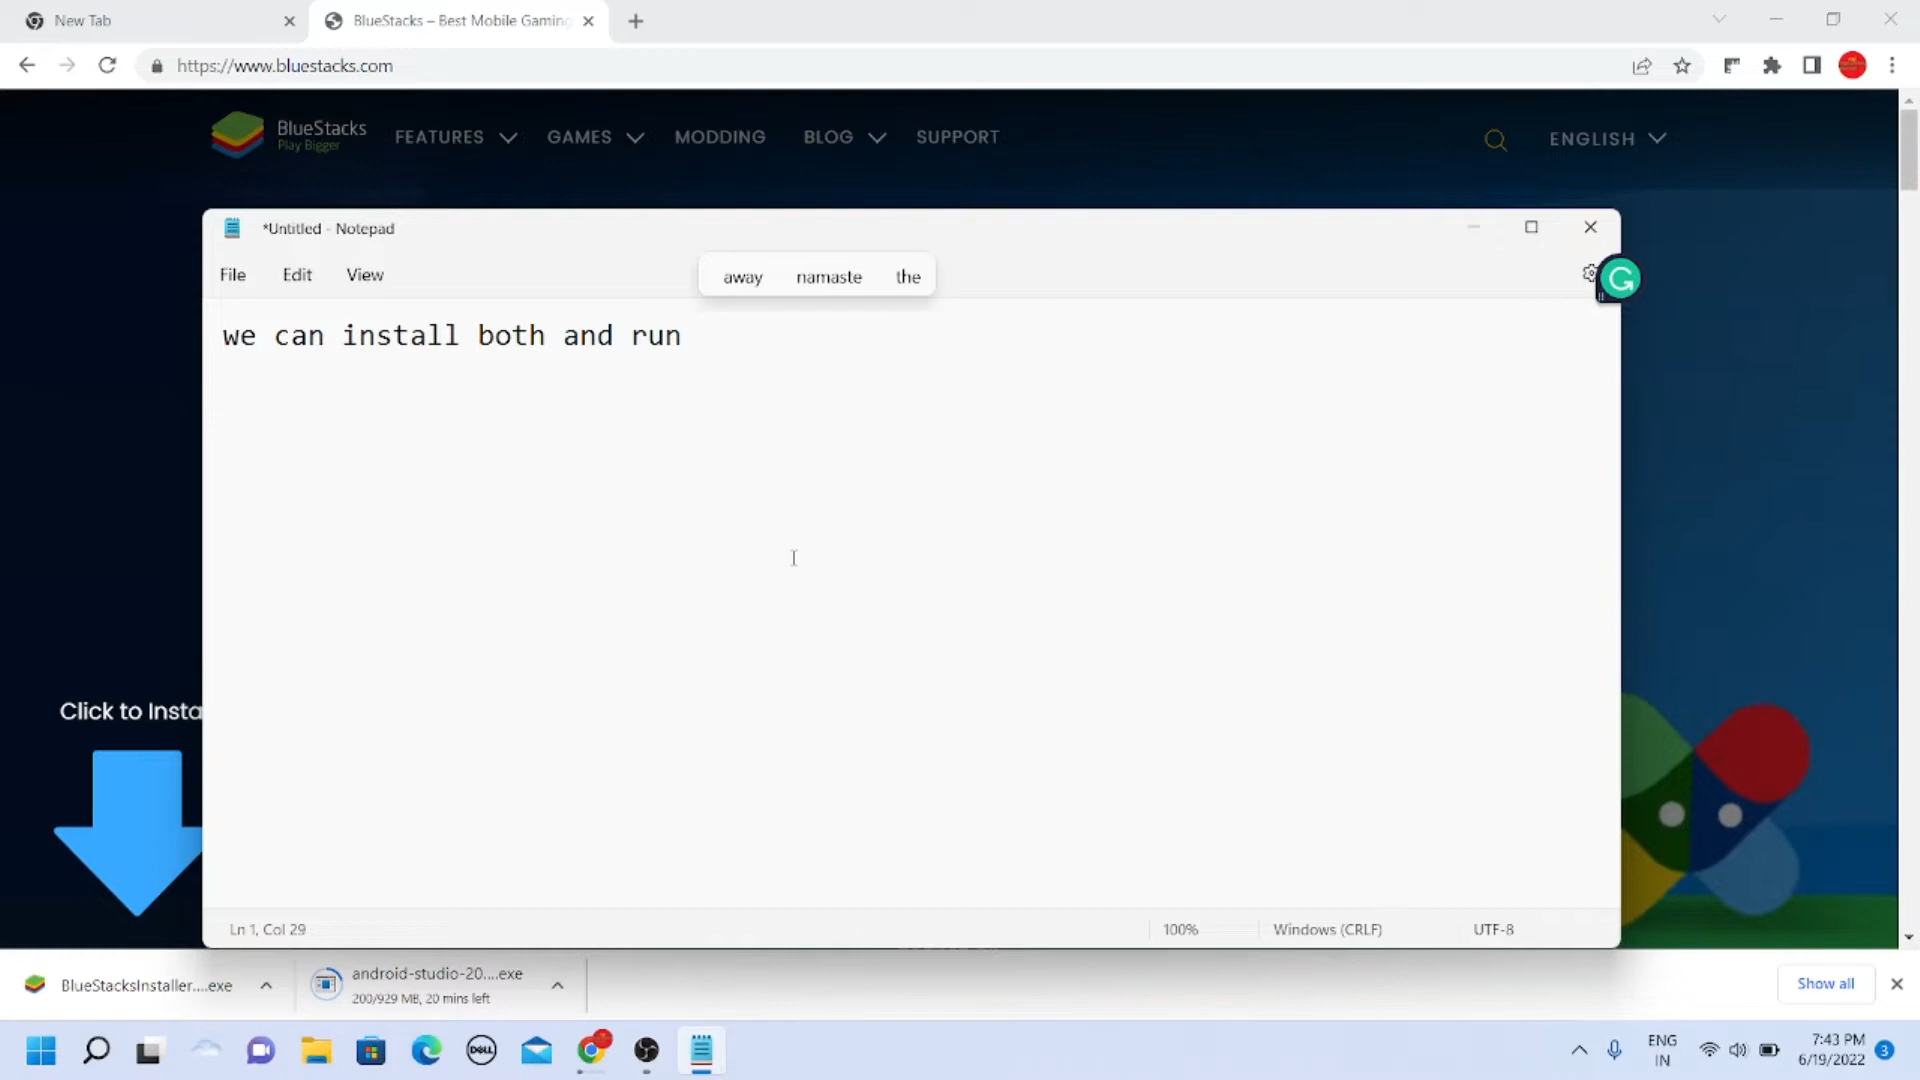 New Tab
BlueStacks – Best Mobile Gaming
https://www.bluestacks.com
BlueStacks
Play Bigger
FEATURES
GAMES
MODDING
BLOG
SUPPORT
ENGLISH
*Untitled - Notepad
File
Edit
View
away namaste the
we can install both and run
Click to Insta
Ln 1, Col 29
100%
Windows (CRLF)
UTF-8
BlueStacksInstaller....exe
android-studio-20....exe
200/929 MB, 20 mins left
Show all
DELL
ENG
IN
7:43 PM
6/19/2022
3